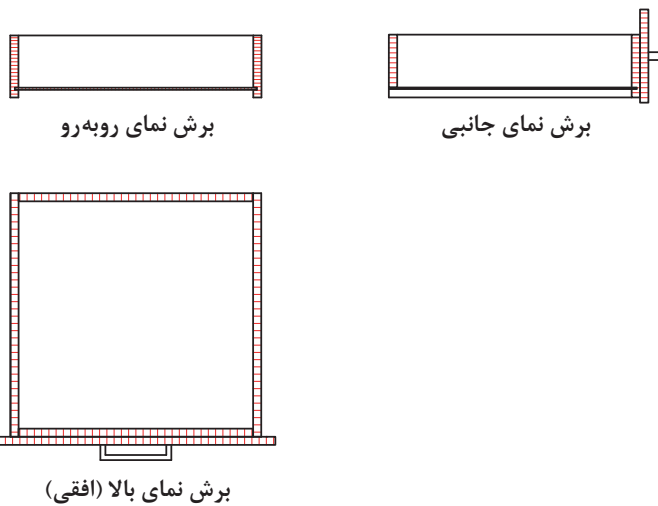 برش نمای روبه‌رو
برش نمای جانبی
برش نمای بالا (افقی)